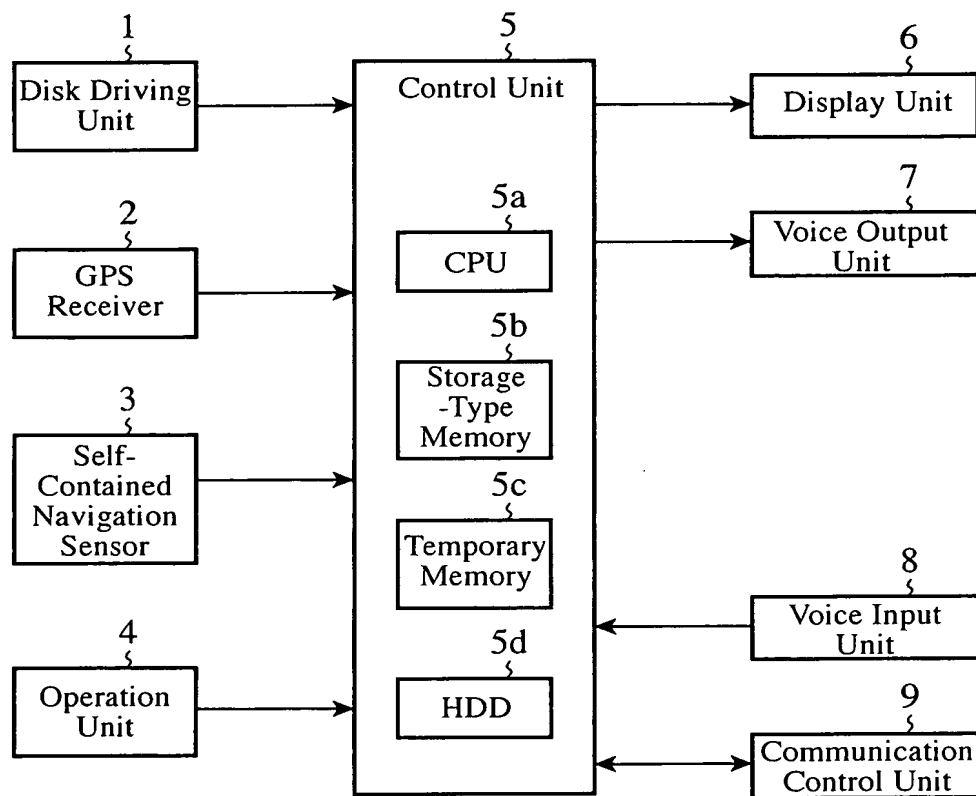 1
Disk Driving
Unit
2
GPS
Receiver
3
Self-
Contained
Navigation
Sensor
4
Operation
Unit
5
Control Unit
5a
CPU
5b
Storage
-Type
Memory
5c
Temporary
Memory
5d
HDD
6
Display Unit
7
Voice Output
Unit
8
Voice Input
Unit
9
Communication
Control Unit